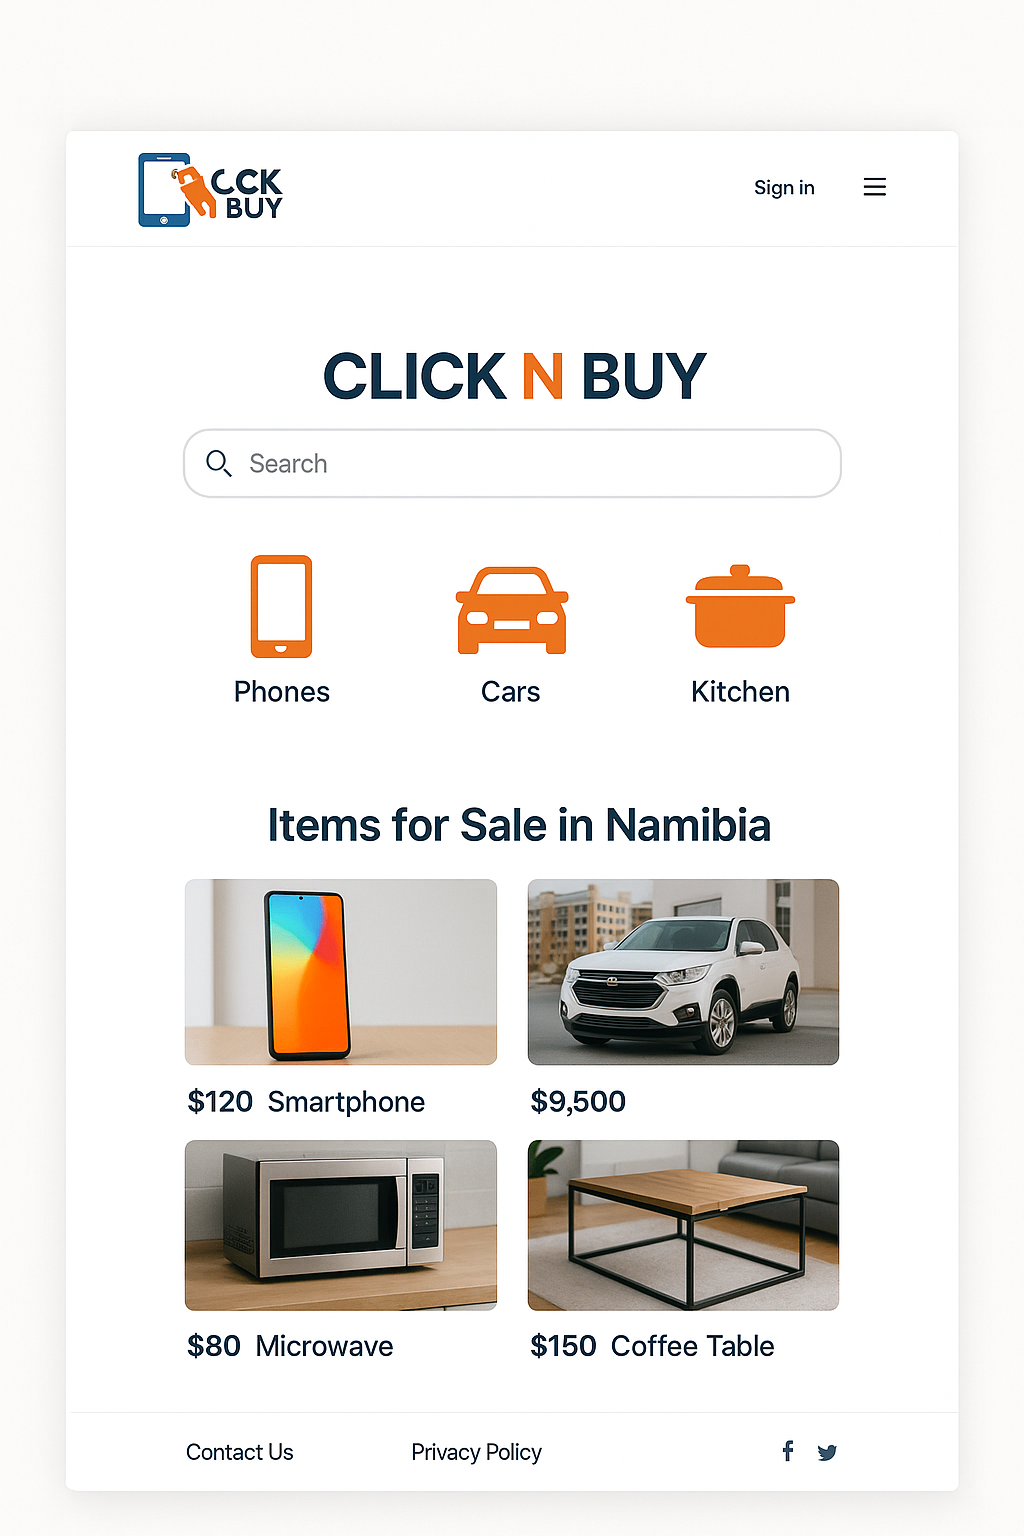 CCK
BUY
Sign in
CLICK N BUY
Search
Phones
Cars
Kitchen
Items for Sale in Namibia
$120 Smartphone
$9,500
$80 Microwave
$150 Coffee Table
Contact Us
Privacy Policy